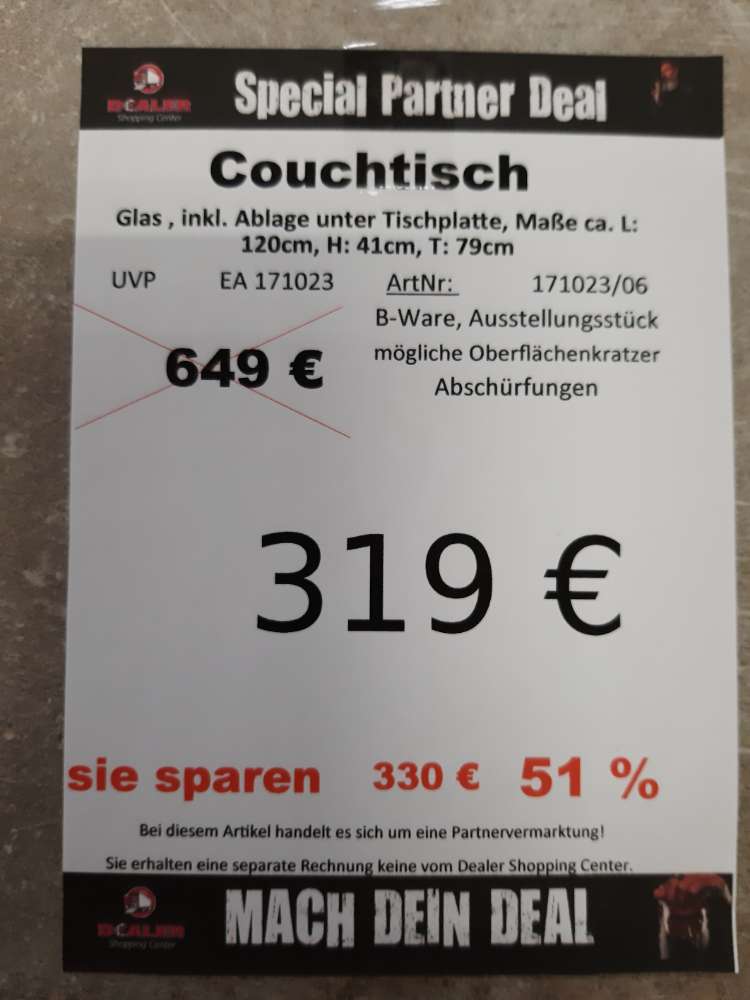 DEALER
Shopping Center
Special Partner Deal
Couchtisch
Glas , inkl. Ablage unter Tischplatte, Maße ca. L:
120cm, H: 41cm, T: 79cm
UVP EA 171023 ArtNr: 171023/06
B-Ware, Ausstellungsstück
649 € mögliche Oberflächenkratzer
Abschürfungen
319 €
sie sparen 330 € 51 %
Bei diesem Artikel handelt es sich um eine Partnervermarktung!
Sie erhalten eine separate Rechnung keine vom Dealer Shopping Center.
DEALER
Shopping Center
MACH DEIN DEAL